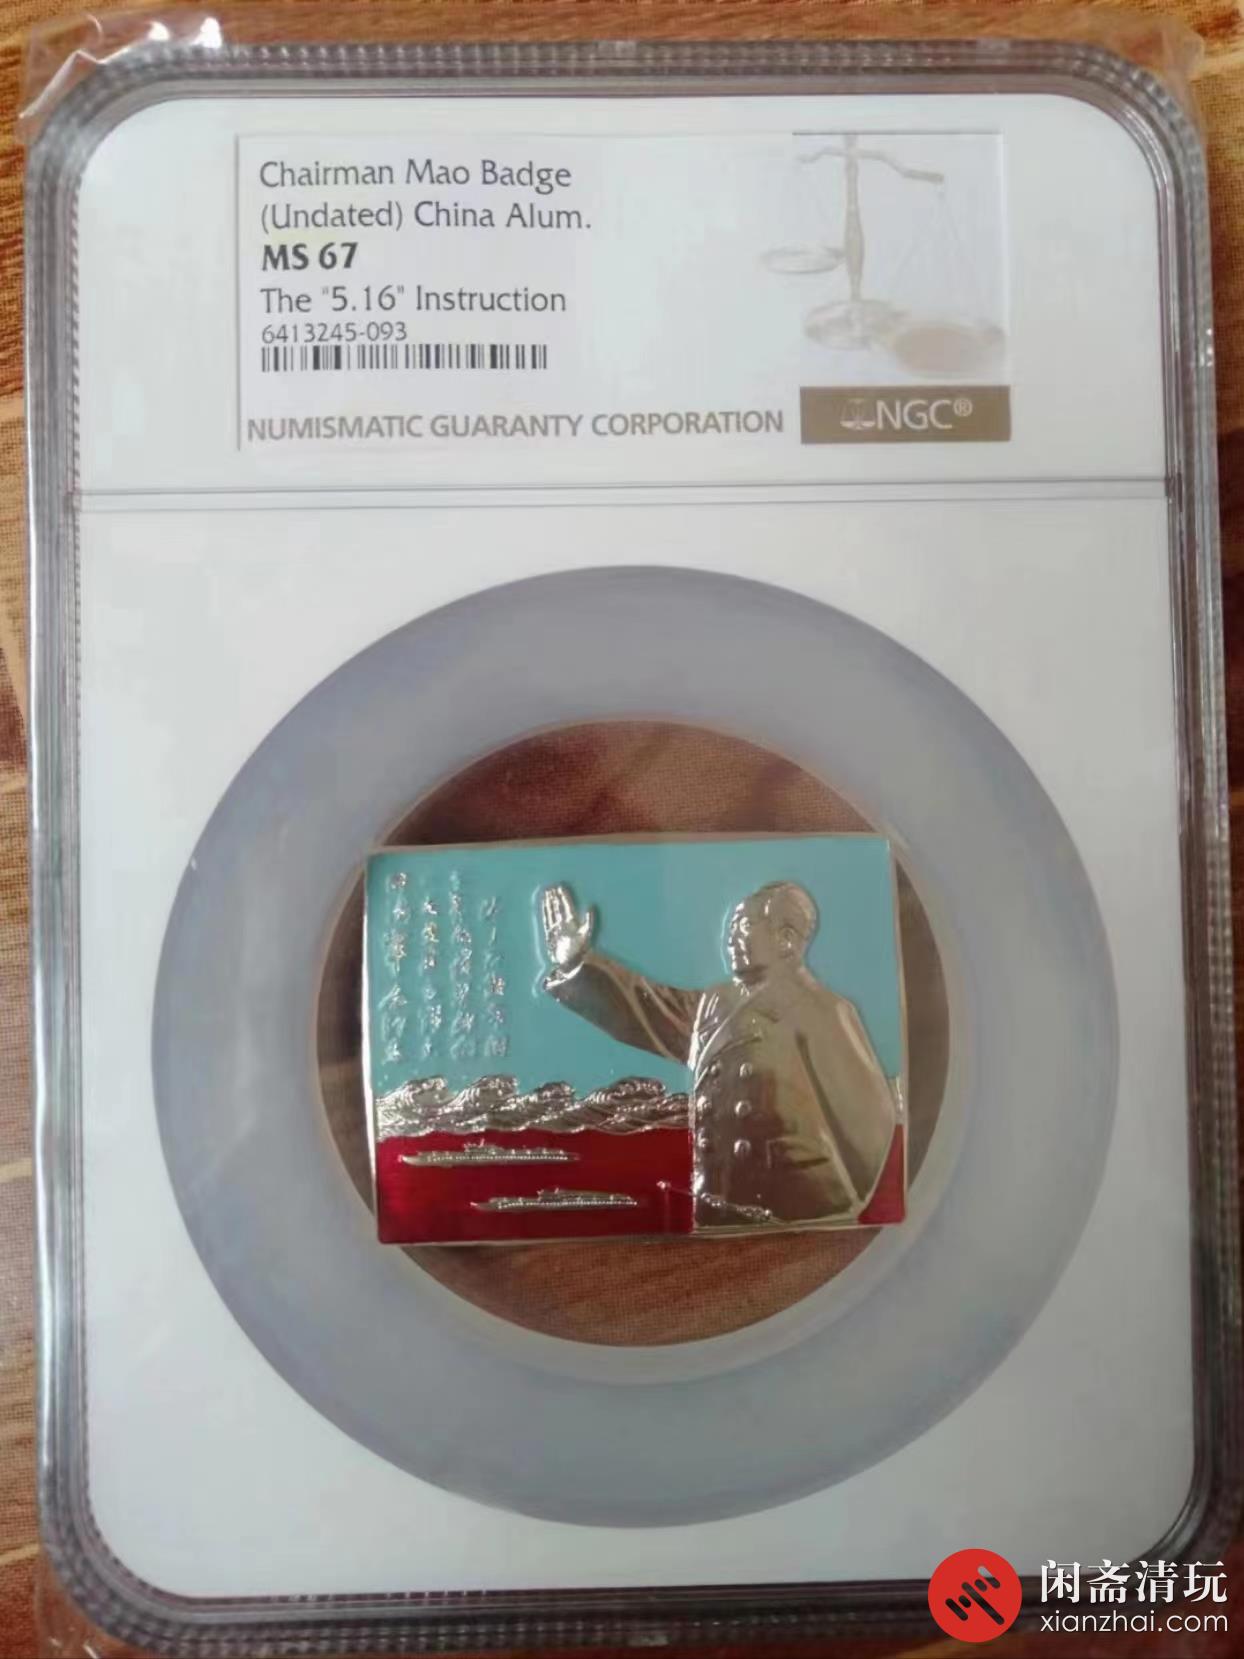 Chairman Mao Badge
(Undated) China Alum.
MS 67
The "5.16" Instruction
6413245-093
NUMISMATIC GUARANTY CORPORATION
NGC®
闲斋清玩
xianzhai.com